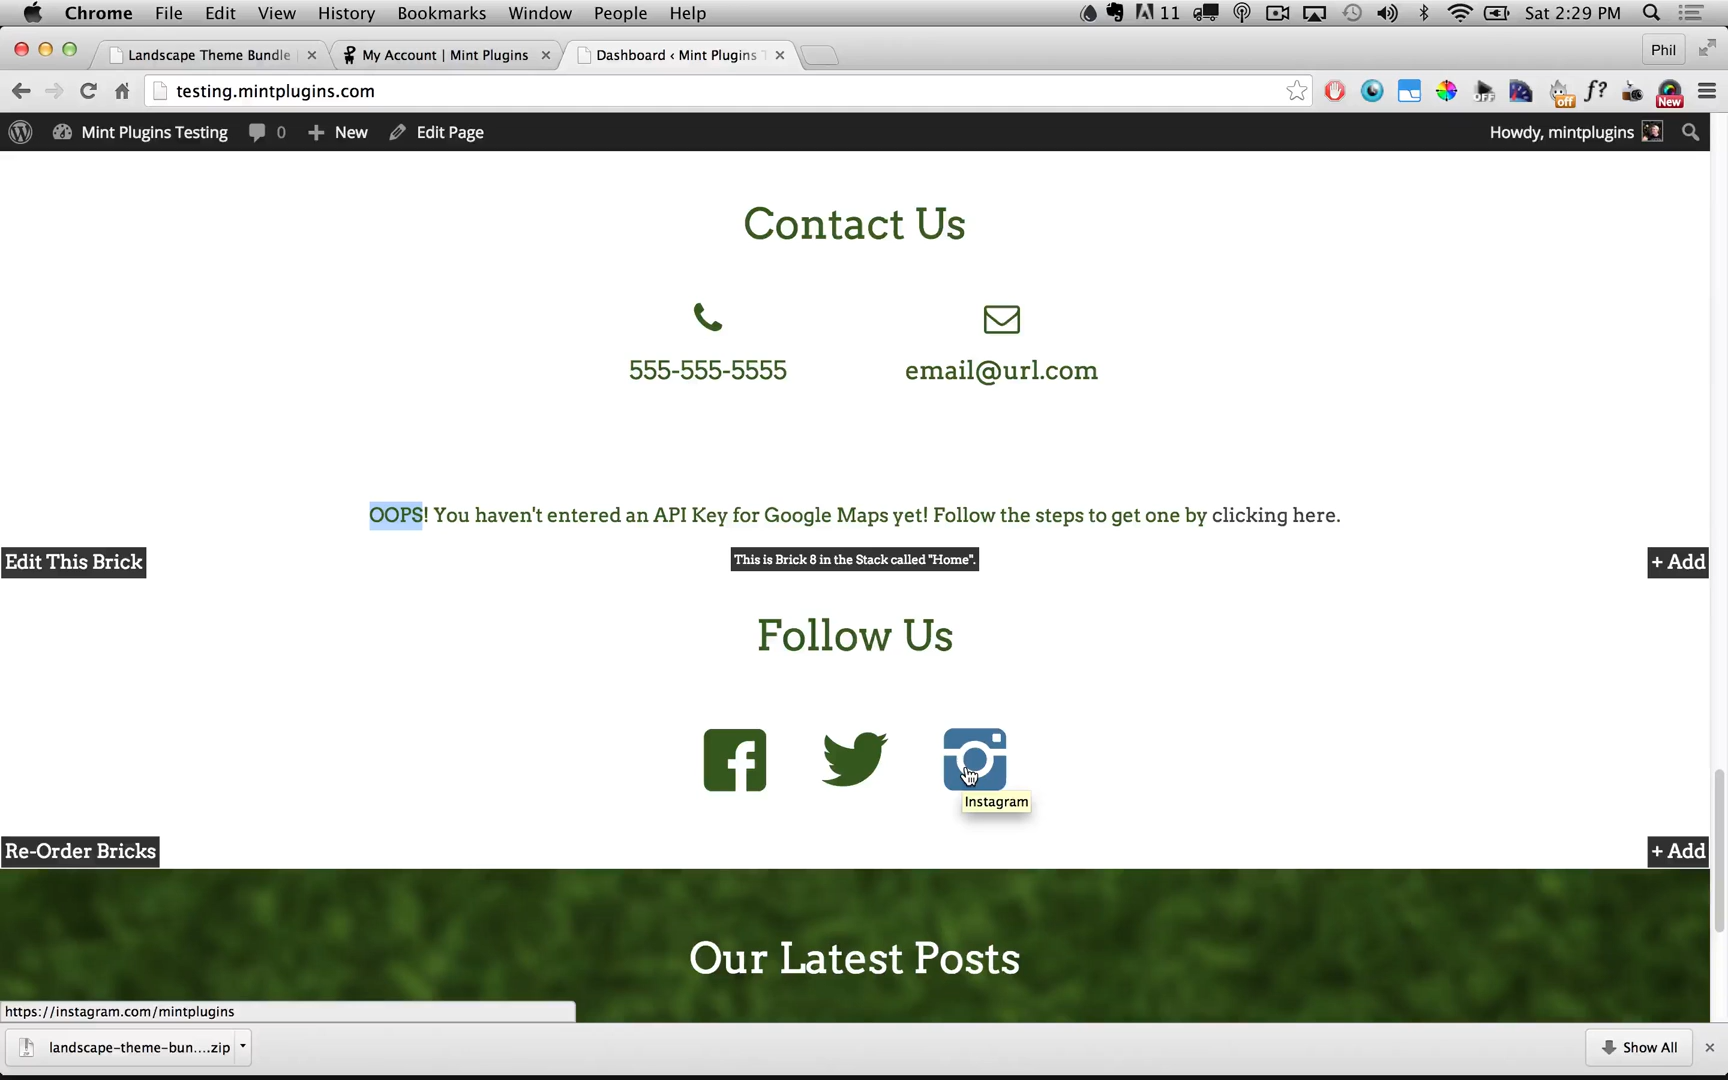 Chrome File Edit View History Bookmarks Window People Help 11 Sat 2:29 PM
Landscape Theme Bundle My Account | Mint Plugins Dashboard ‹ Mint Plugins Phil
testing.mintplugins.com off OFF f? New
Mint Plugins Testing 0 New Edit Page Howdy, mintplugins
Contact Us
555-555-5555 email@url.com
OOPS! You haven't entered an API Key for Google Maps yet! Follow the steps to get one by clicking here.
Edit This Brick This is Brick 8 in the Stack called "Home". + Add
Follow Us
Instagram
Re-Order Bricks + Add
Our Latest Posts
https://instagram.com/mintplugins
landscape-theme-bun....zip Show All